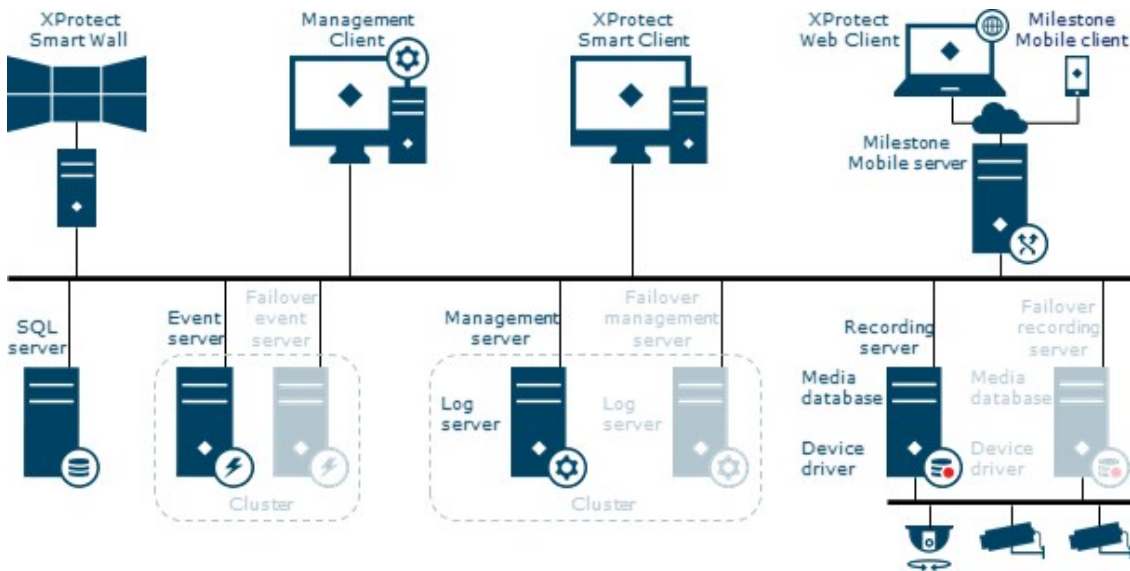 XProtect
Smart Wall
Management
Client
XProtect
Smart Client
XProtect
Web Client
Milestone
Mobile client
Milestone
Mobile server
SQL
server
Event
server
Failover
event
server
Management
server
Failover
management
server
Log
server
Log
server
Cluster
Cluster
Recording
server
Failover
recording
server
Media
database
Media
database
Device
driver
Device
driver